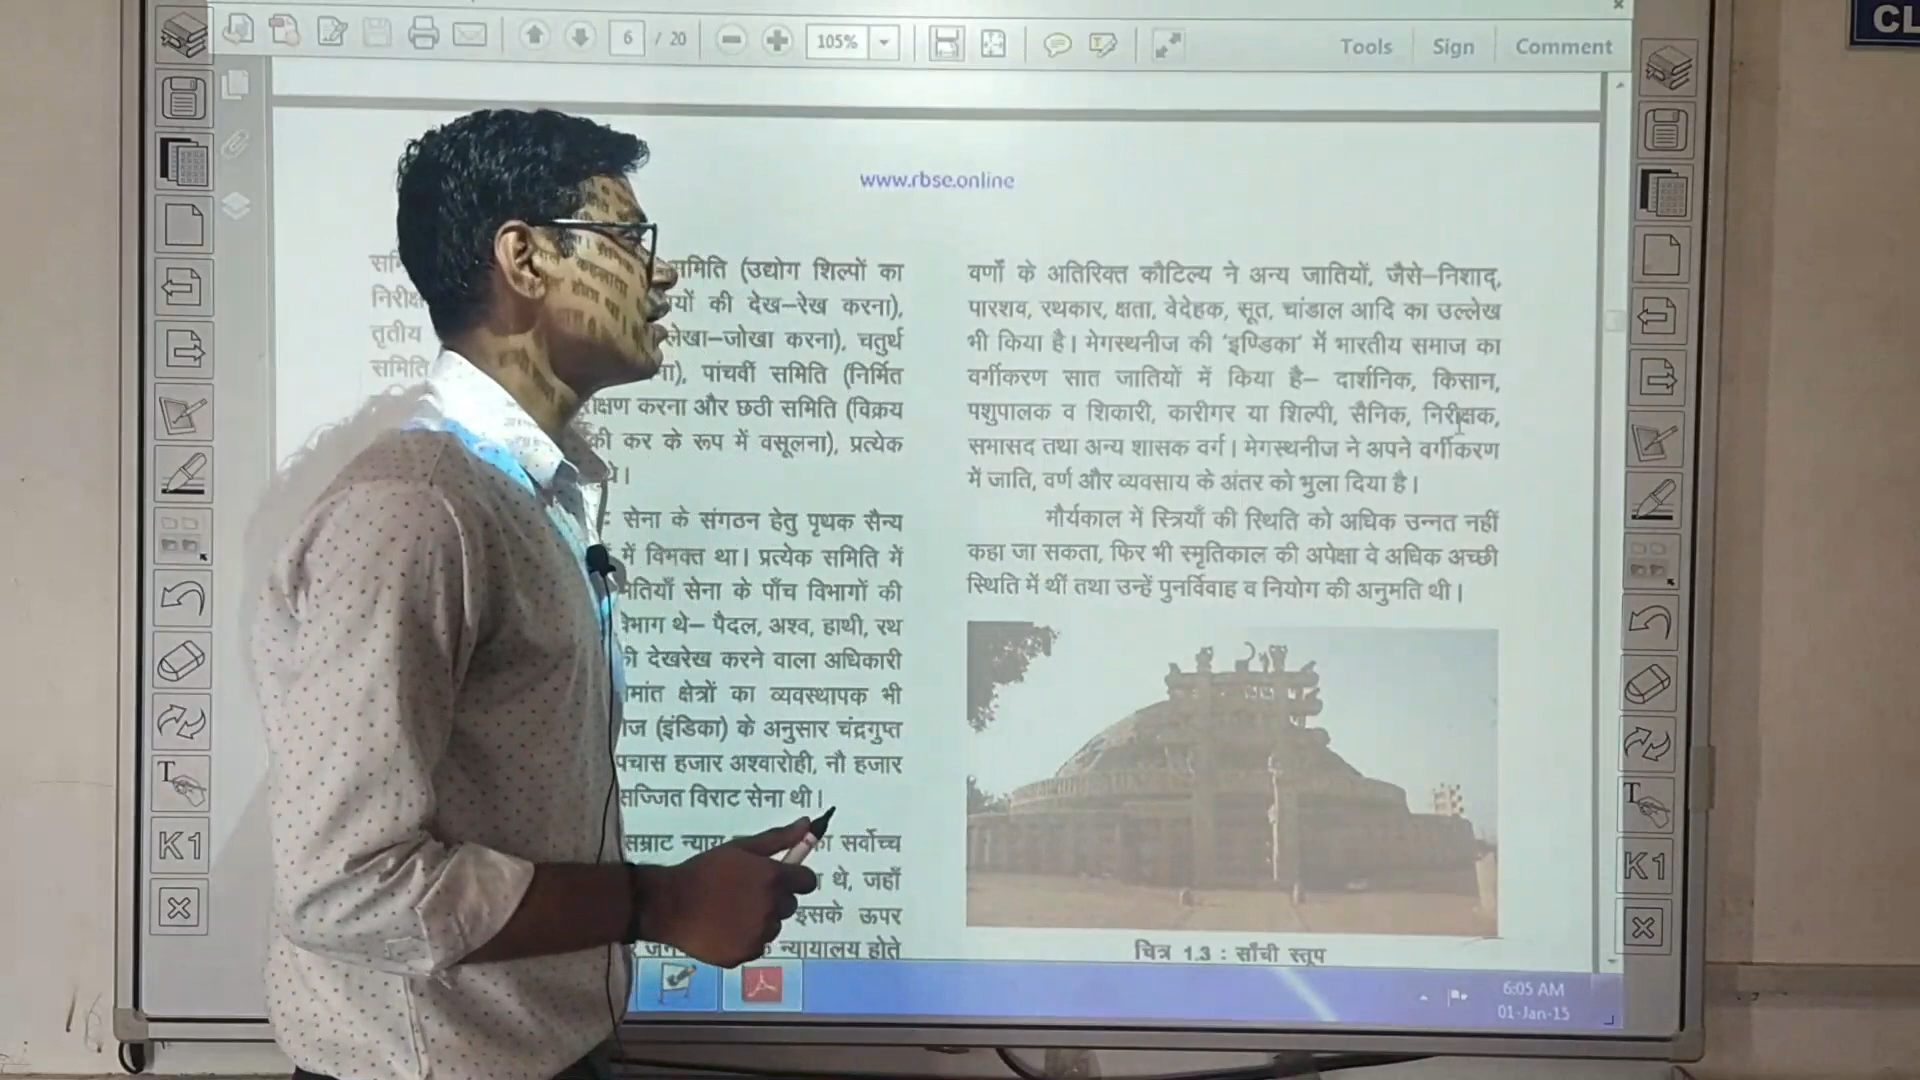 CL
6 / 20
105%
Tools
Sign
Comment
www.rbse.online
समिति (उद्योग शिल्पों का
निरीक्ष
की देख–रेख करना),
तृतीय
लेखा–जोखा करना), चतुर्थ
समिति
पांचवीं समिति (निर्मित
करना और छठी समिति (विक्रय
की कर के रूप में वसूलना), प्रत्येक
थे।
सेना के संगठन हेतु पृथक सैन्य
में विभक्त था। प्रत्येक समिति में
सेना के पाँच विभागों की
थे– पैदल, अश्व, हाथी, रथ
देखरेख करने वाला अधिकारी
क्षेत्रों का व्यवस्थापक भी
(इंडिका) के अनुसार चंद्रगुप्त
पचास हजार अश्वारोही, नौ हजार
सज्जित विराट सेना थी।
सम्राट न्याय
का सर्वोच्च
थे, जहाँ
इसके ऊपर
न्यायालय होते
वर्णों के अतिरिक्त कौटिल्य ने अन्य जातियों, जैसे–निशाद्,
पारशव, रथकार, क्षता, वेदेहक, सूत, चांडाल आदि का उल्लेख
भी किया है। मेगस्थनीज की ‘इण्डिका’ में भारतीय समाज का
वर्गीकरण सात जातियों में किया है– दार्शनिक, किसान,
पशुपालक व शिकारी, कारीगर या शिल्पी, सैनिक, निरीक्षक,
सभासद तथा अन्य शासक वर्ग। मेगस्थनीज ने अपने वर्गीकरण
में जाति, वर्ण और व्यवसाय के अंतर को भुला दिया है।
मौर्यकाल में स्त्रियाँ की स्थिति को अधिक उन्नत नहीं
कहा जा सकता, फिर भी स्मृतिकाल की अपेक्षा वे अधिक अच्छी
स्थिति में थीं तथा उन्हें पुनर्विवाह व नियोग की अनुमति थी।
चित्र 1.3 : साँची स्तूप
T
K1
T
K1
6:05 AM
01-Jan-15